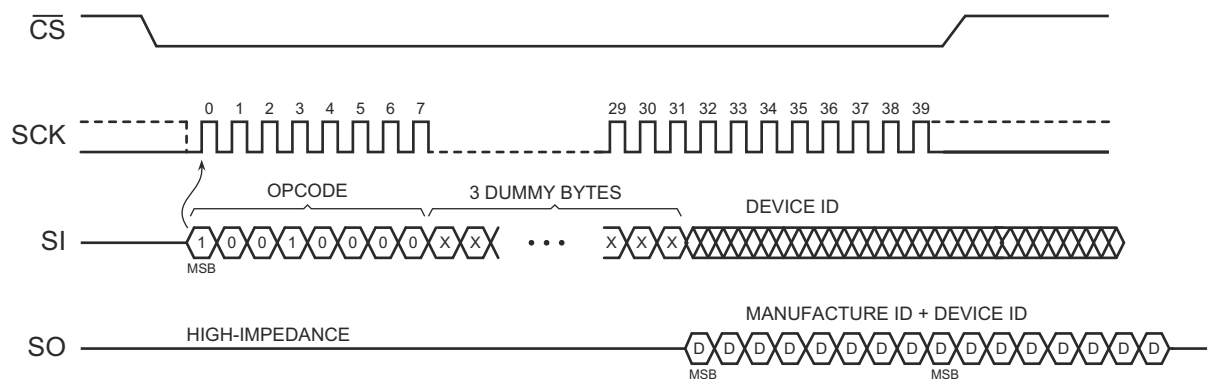 CS
0 1 2 3 4 5 6 7 29 30 31 32 33 34 35 36 37 38 39
SCK
OPCODE 3 DUMMY BYTES DEVICE ID
SI 1 0 0 1 0 0 0 0 X X • • • X X X
MSB
HIGH-IMPEDANCE MANUFACTURE ID + DEVICE ID
SO D D D D D D D D D D D D D D D D
MSB MSB